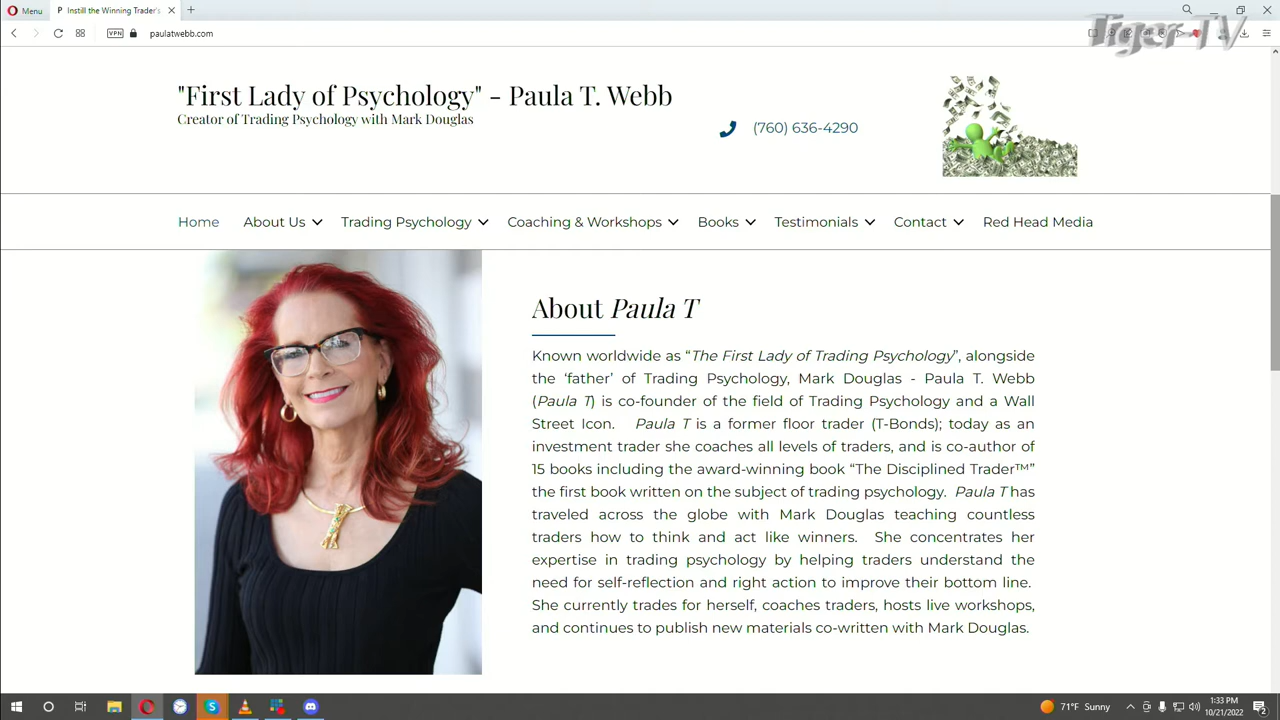 Menu
Instill the Winning Trader's
Tiger TV
VPN
paulatwebb.com
"First Lady of Psychology" - Paula T. Webb
Creator of Trading Psychology with Mark Douglas
(760) 636-4290
Home About Us Trading Psychology Coaching & Workshops Books Testimonials Contact Red Head Media
About Paula T
Known worldwide as “The First Lady of Trading Psychology”, alongside
the ‘father’ of Trading Psychology, Mark Douglas - Paula T. Webb
(Paula T) is co-founder of the field of Trading Psychology and a Wall
Street Icon. Paula T is a former floor trader (T-Bonds); today as an
investment trader she coaches all levels of traders, and is co-author of
15 books including the award-winning book “The Disciplined Trader™”
the first book written on the subject of trading psychology. Paula T has
traveled across the globe with Mark Douglas teaching countless
traders how to think and act like winners. She concentrates her
expertise in trading psychology by helping traders understand the
need for self-reflection and right action to improve their bottom line.
She currently trades for herself, coaches traders, hosts live workshops,
and continues to publish new materials co-written with Mark Douglas.
71°F Sunny
1:33 PM
10/21/2022
2